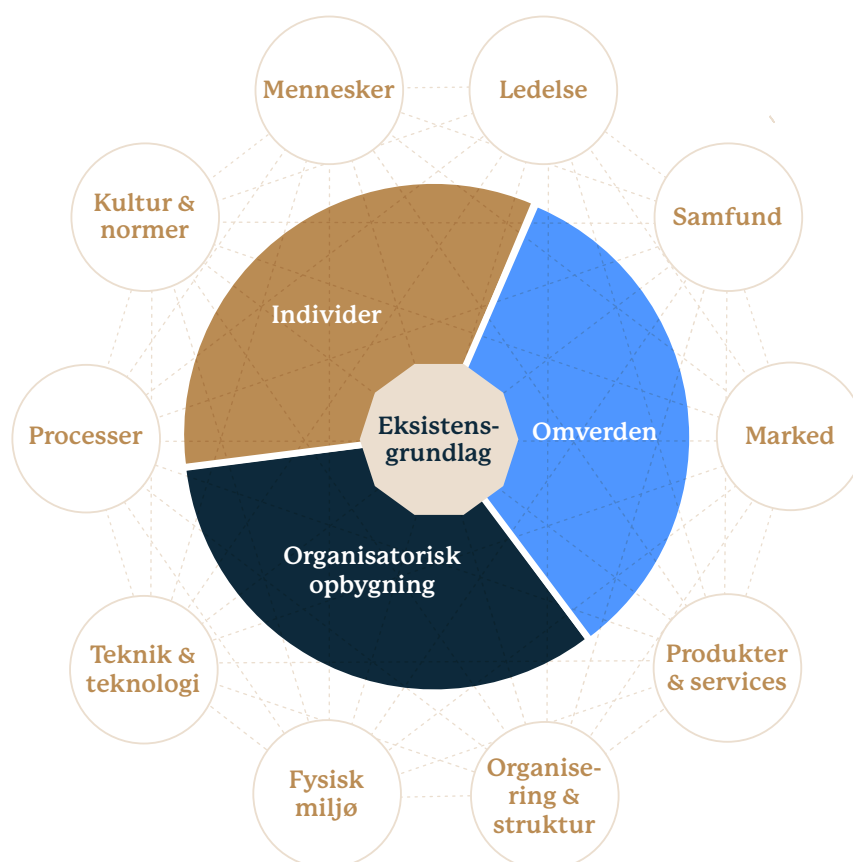 Mennesker
Ledelse
Kultur &
normer
Samfund
Individer
Processer
Eksistens-
grundlag
Omverden
Marked
Organisatorisk
opbygning
Teknik &
teknologi
Produkter
& services
Fysisk
miljø
Organise-
ring &
struktur